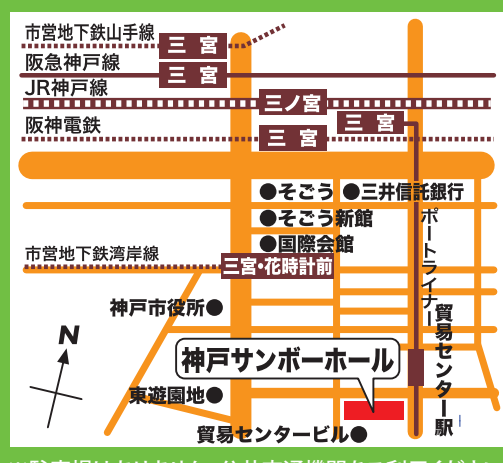 市営地下鉄山手線
三宮
阪急神戸線
三宮
JR神戸線
三ノ宮
三宮
阪神電鉄
三宮
●そごう
●三井信託銀行
●そごう新館
●国際会館
ポートライナー
市営地下鉄湾岸線
三宮・花時計前
神戸市役所●
貿易センター駅
N
神戸サンボーホール
東遊園地●
貿易センタービル●